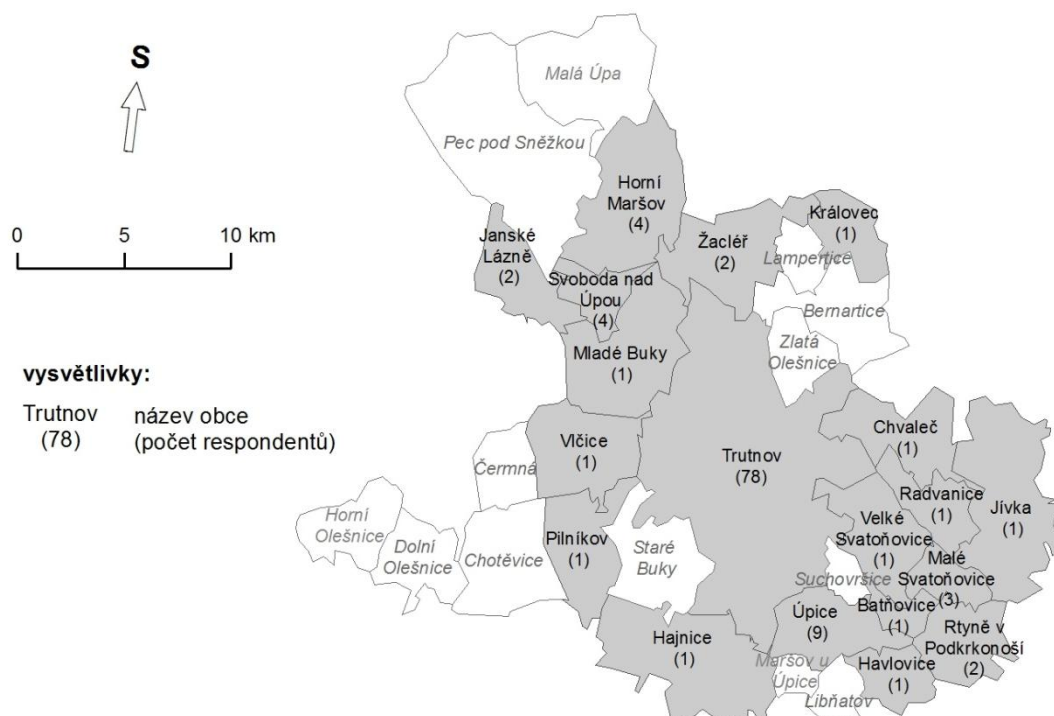 S
0 5 10 km
vysvětlivky:
Trutnov
(78)
název obce
(počet respondentů)
Malá Úpa
Pec pod Sněžkou
Horní
Maršov
(4)
Janské
Lázně
(2)
Svoboda nad
Úpou
(4)
Mladé Buky
(1)
Žacléř
(2)
Královec
(1)
Lampertice
Bernartice
Zlatá
Olešnice
Vlčice
(1)
Čermná
Trutnov
(78)
Chvaleč
(1)
Radvanice
(1)
Jívka
(1)
Velké
Svatoňovice
(1)
Malé
Svatoňovice
(3)
Horní
Olešnice
Dolní
Olešnice
Chotěvice
Pilníkov
(1)
Staré
Buky
Suchovršice
Úpice
(9)
Batňovice
(1)
Rtyně v
Podkrkonoší
(2)
Hajnice
(1)
Maršov u
Úpice
Havlovice
(1)
Libňatov